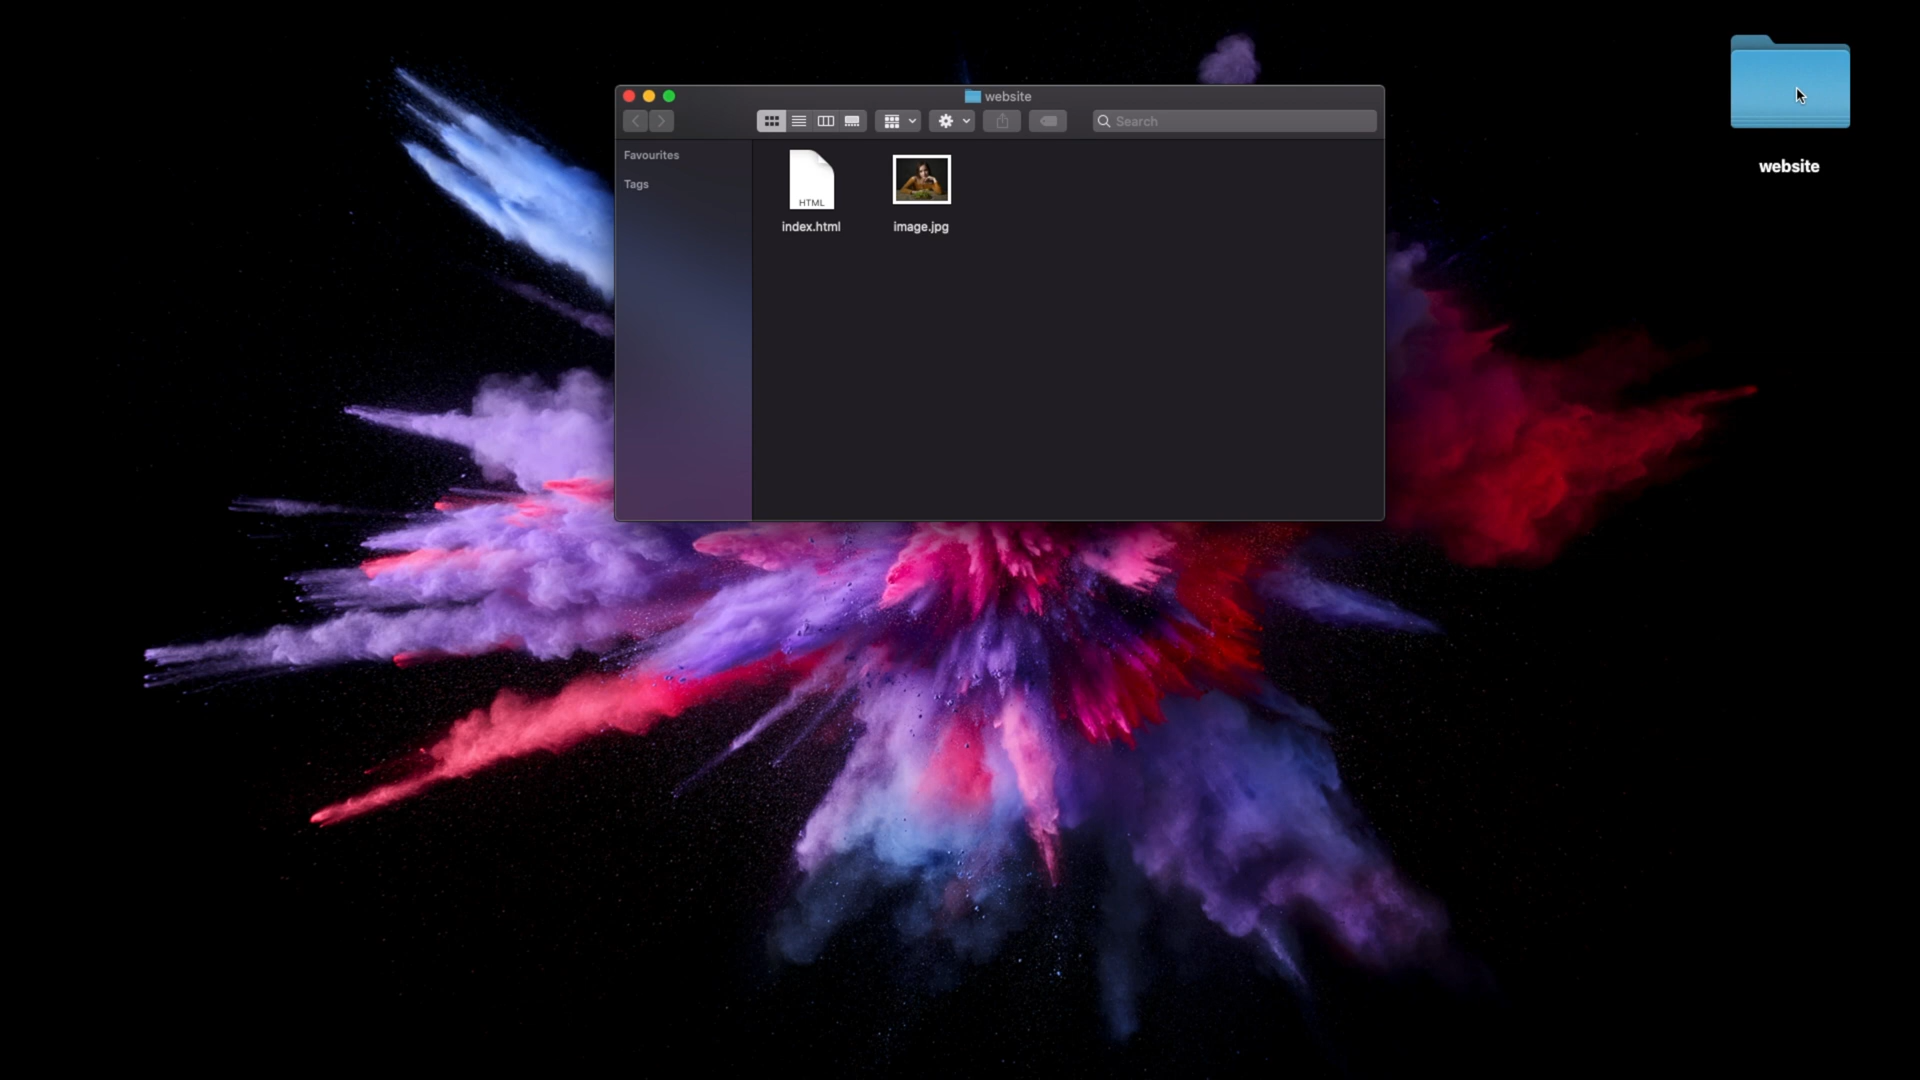 website
Search
Favourites
Tags
HTML
index.html
image.jpg
website